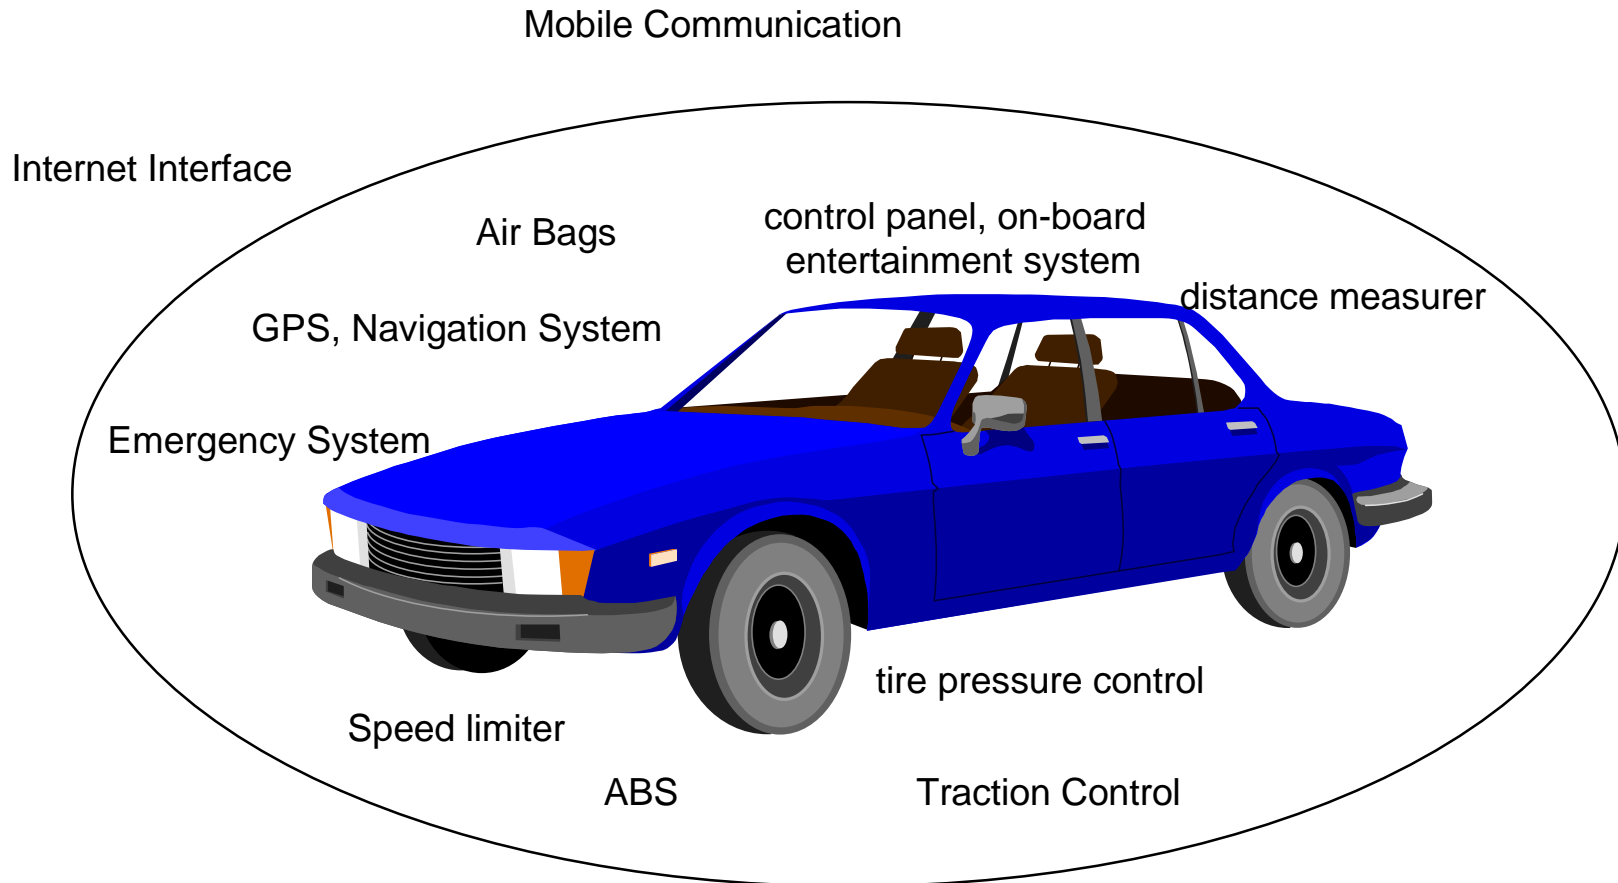 Mobile Communication
Internet Interface
Air Bags
control panel, on-board
entertainment system
distance measurer
GPS, Navigation System
Emergency System
tire pressure control
Speed limiter
ABS
Traction Control